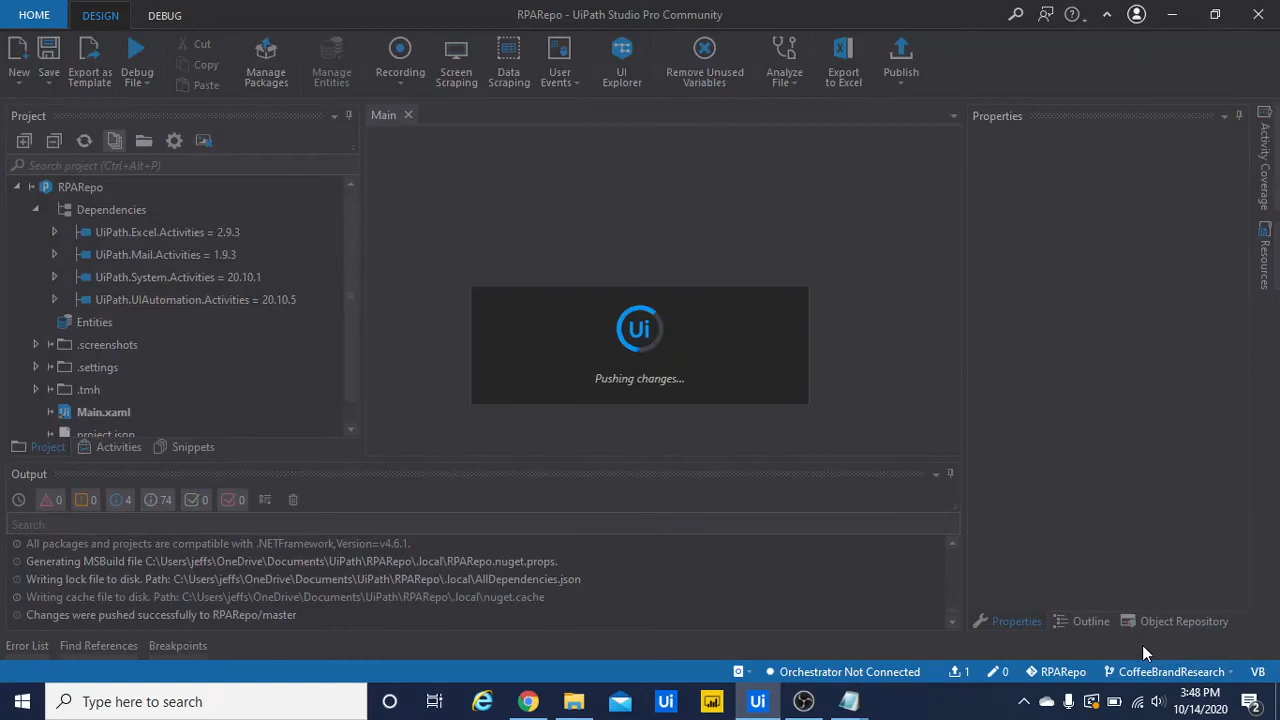 HOME
DESIGN
DEBUG
RPARepo - UiPath Studio Pro Community
New
Save
Export as
Template
Debug
File
Cut
Copy
Paste
Manage
Packages
Manage
Entities
Recording
Screen
Scraping
Data
Scraping
User
Events
UI
Explorer
Remove Unused
Variables
Analyze
File
Export
to Excel
Publish
Project
Search project (Ctrl+Alt+P)
RPARepo
Dependencies
UiPath.Excel.Activities = 2.9.3
UiPath.Mail.Activities = 1.9.3
UiPath.System.Activities = 20.10.1
UiPath.UIAutomation.Activities = 20.10.5
Entities
.screenshots
.settings
.tmh
Main.xaml
project.json
Project
Activities
Snippets
Main
Ui
Pushing changes...
Properties
Activity Coverage
Resources
Properties
Outline
Object Repository
Output
0
0
4
74
0
0
Search
All packages and projects are compatible with .NETFramework,Version=v4.6.1.
Generating MSBuild file C:\Users\jeffs\OneDrive\Documents\UiPath\RPARepo\.local\RPARepo.nuget.props.
Writing lock file to disk. Path: C:\Users\jeffs\OneDrive\Documents\UiPath\RPARepo\.local\AllDependencies.json
Writing cache file to disk. Path: C:\Users\jeffs\OneDrive\Documents\UiPath\RPARepo\.local\nuget.cache
Changes were pushed successfully to RPARepo/master
Error List
Find References
Breakpoints
Orchestrator Not Connected
1
0
RPARepo
CoffeeBrandResearch
VB
Type here to search
Ui
Ui
3:48 PM
10/14/2020
2